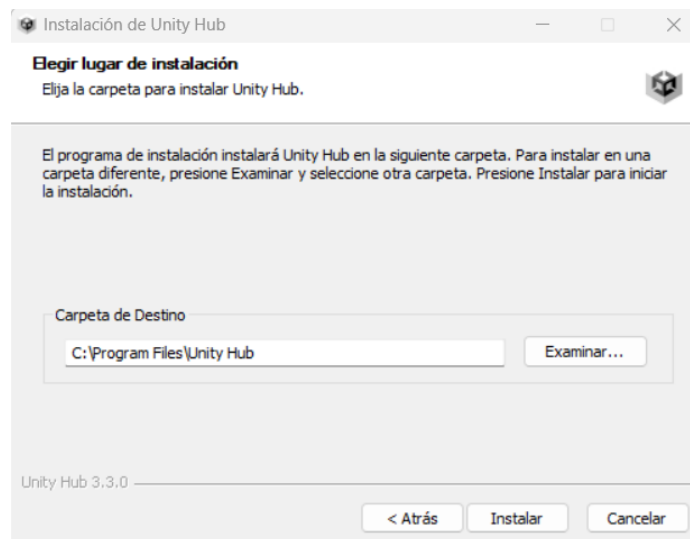 Instalación de Unity Hub
Elegir lugar de instalación
Elija la carpeta para instalar Unity Hub.
El programa de instalación instalará Unity Hub en la siguiente carpeta. Para instalar en una
carpeta diferente, presione Examinar y seleccione otra carpeta. Presione Instalar para iniciar
la instalación.
Carpeta de Destino
C:\Program Files\Unity Hub
Examinar...
Unity Hub 3.3.0
< Atrás
Instalar
Cancelar